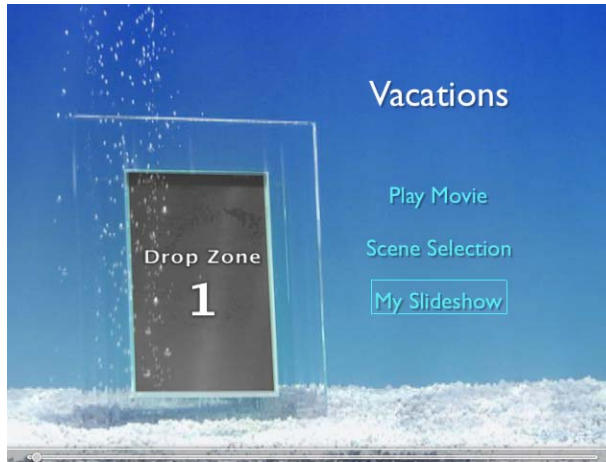 Vacations
Play Movie
Scene Selection
My Slideshow
Drop Zone
1